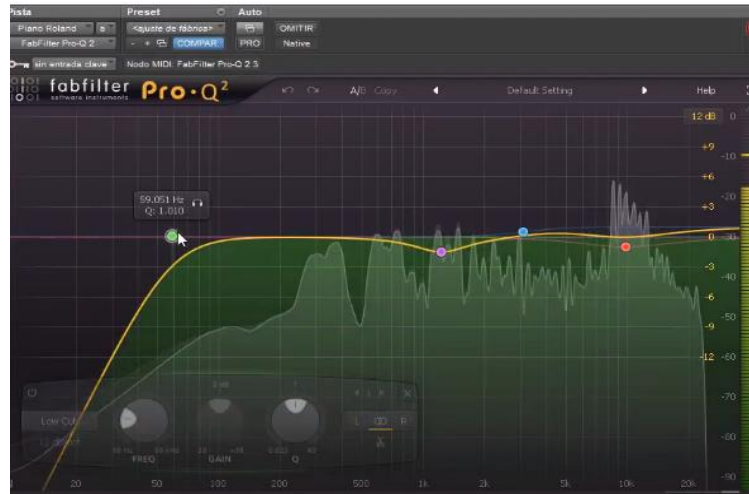 Pista Preset Auto
Piano Roland a <ajuste de fábrica> OMITIR
FabFilter Pro-Q 2 - + COMPAR PRO Native
sin entrada clave Nodo MIDI: FabFilter Pro-Q 2 3
fabfilter Pro·Q² A/B Copy Default Setting Help
software instruments
12 dB 0
+9
-10
+6
-20
59.051 Hz
Q: 1.010
+3
0 -30
-3
-6
-50
-9
-12 -60
-70
Low Cut
L R
-80
FREQ GAIN Q
-90
20 50 100 200 500 1k 2k 5k 10k 20k